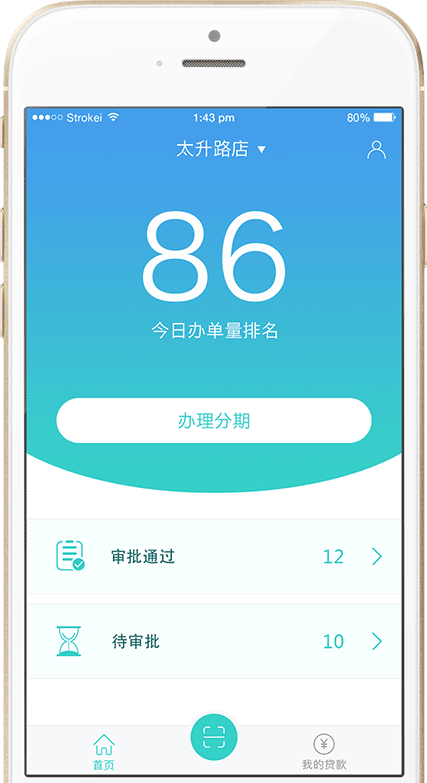 Strokei 1:43 pm 80%
太升路店
86
今日办单量排名
办理分期
审批通过 12
待审批 10
首页 ¥ 我的贷款